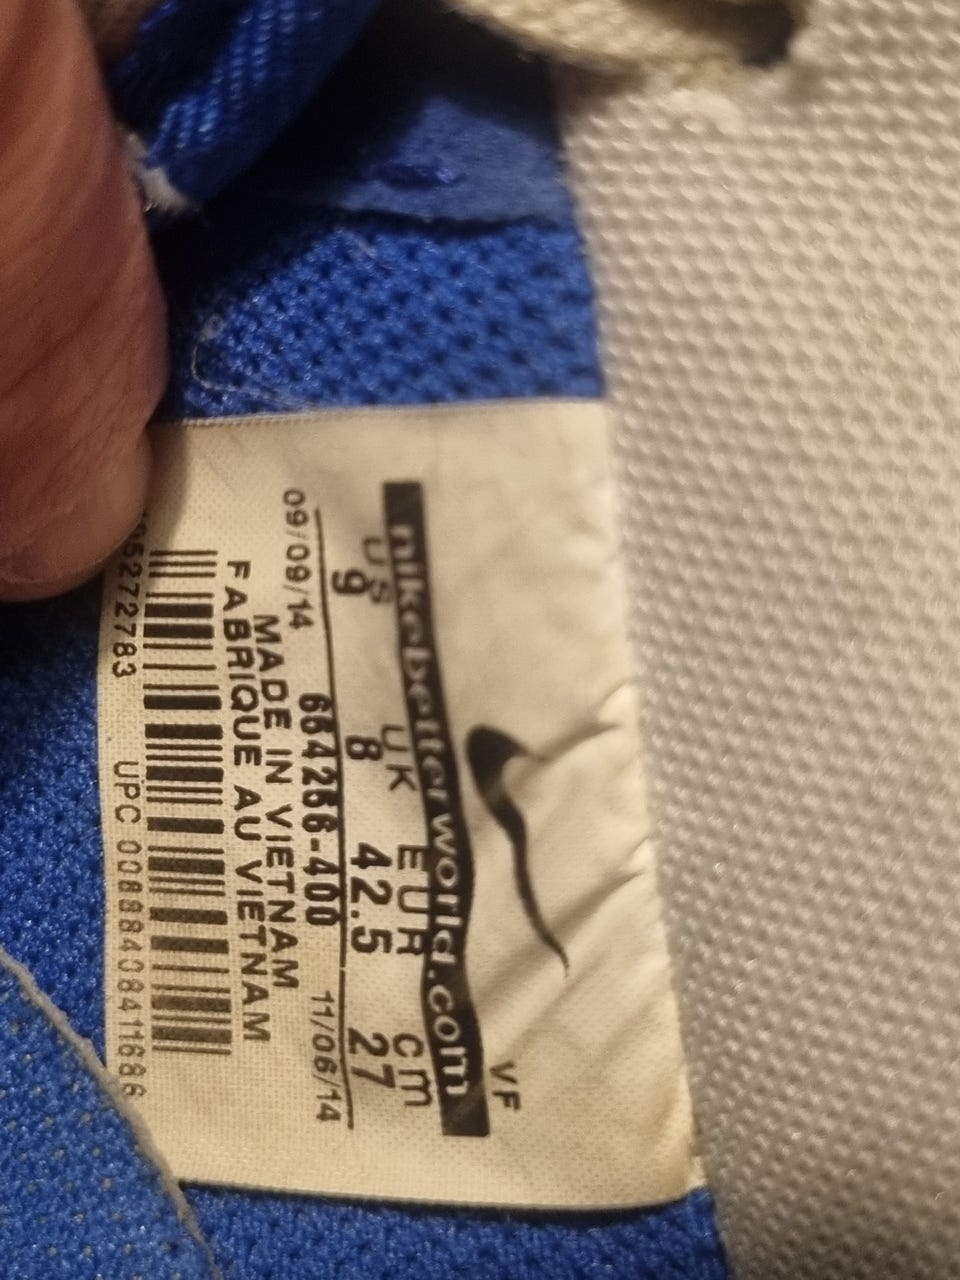 VF
nikebetterworld.com
US UK EUR cm
9 8 42.5 27
09/09/14 654256-400 11/06/14
MADE IN VIETNAM
FABRIQUE AU VIETNAM
UPC 00888408411686